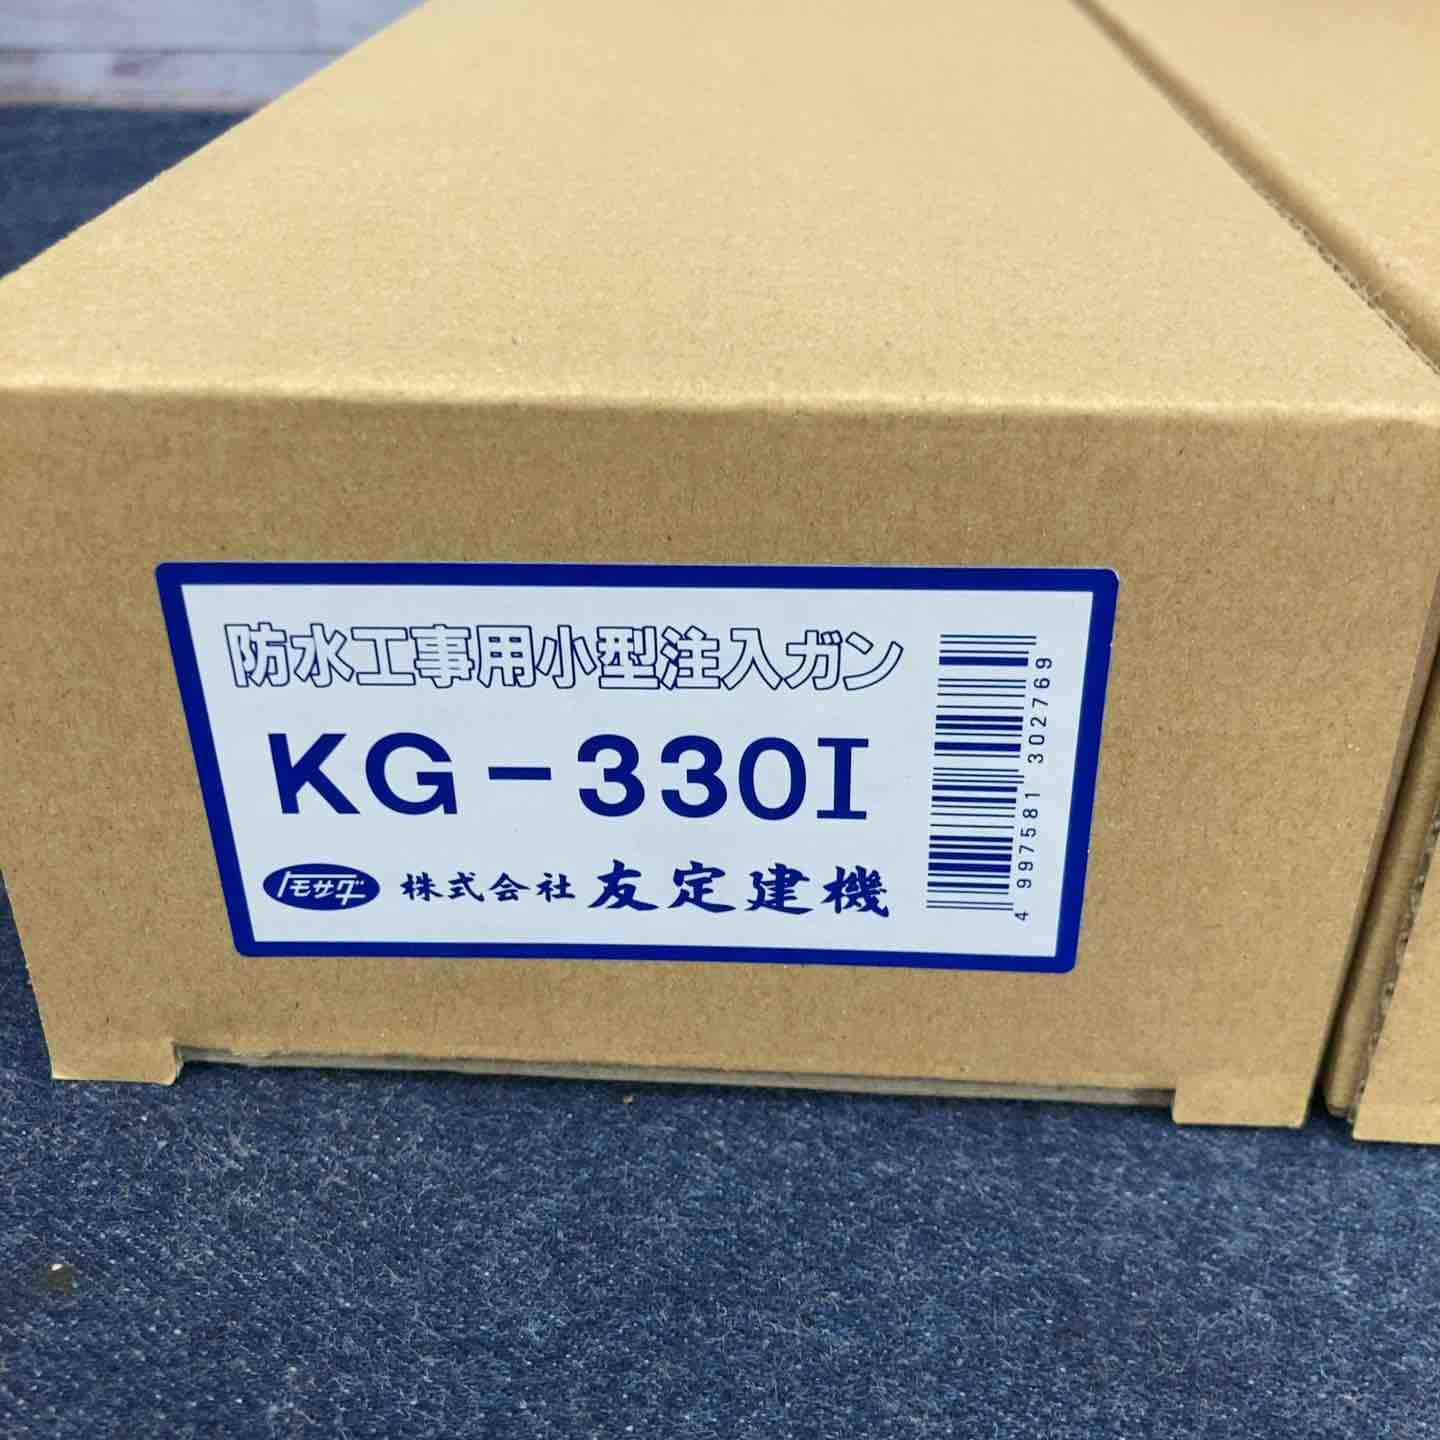 防水工事用小型注入ガン
KG-330I
トモサダ 株式会社 友定建機
4 997581 302769